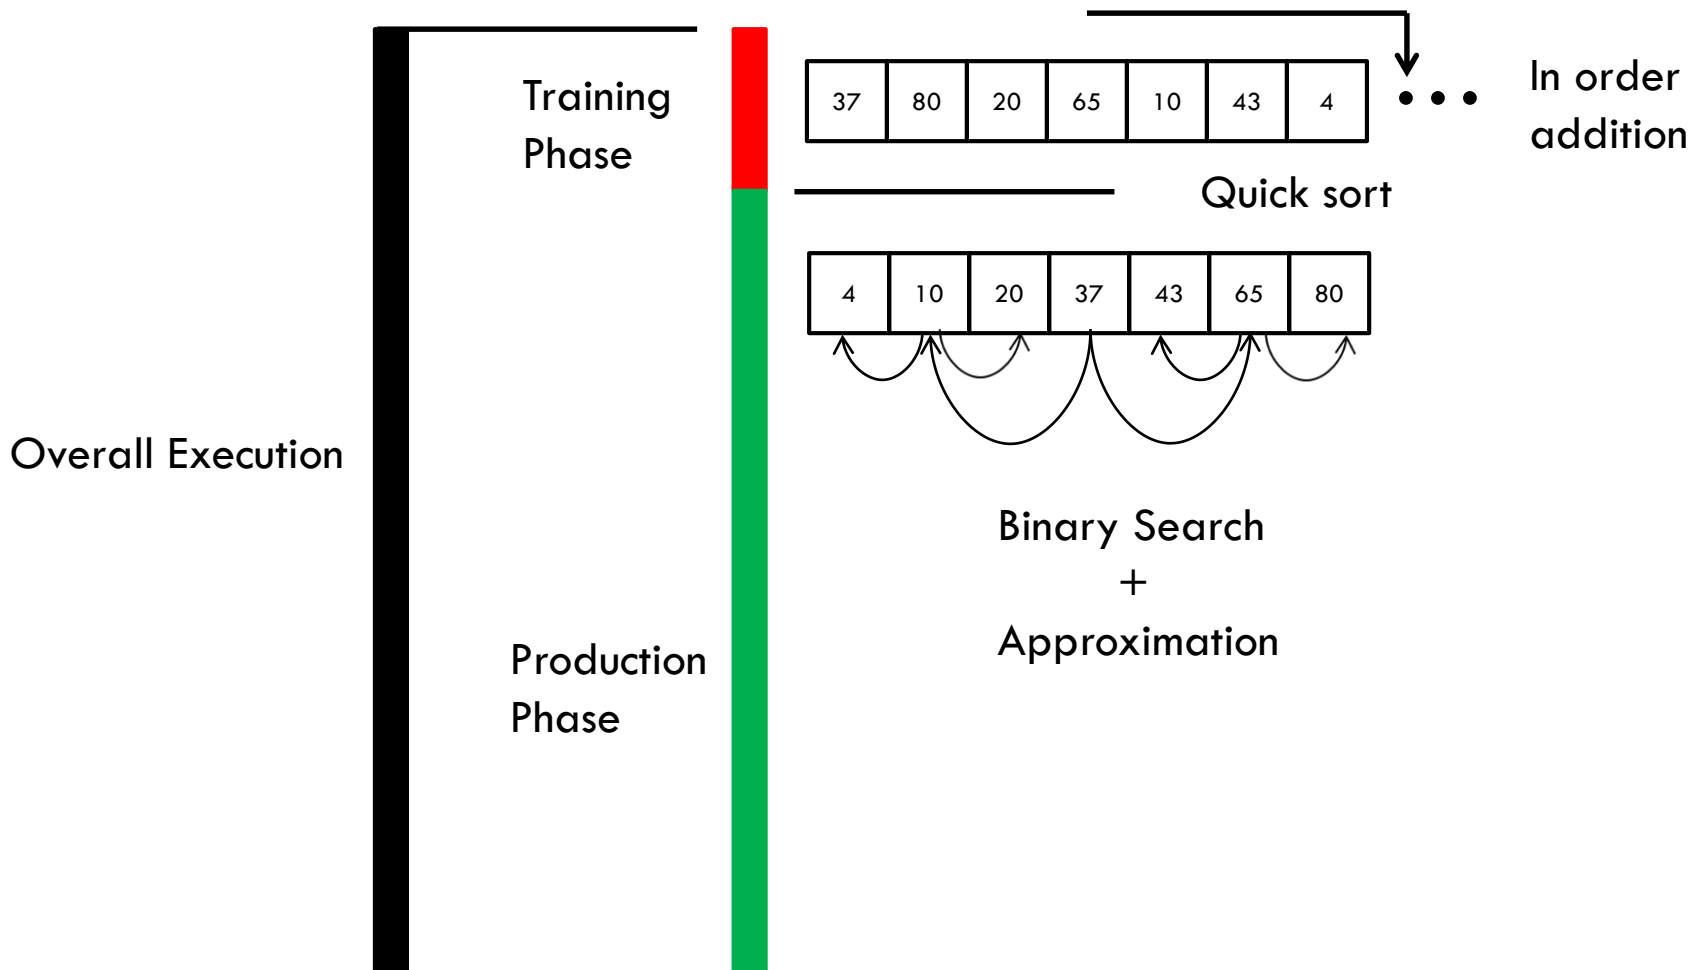 Training
Phase
37 80 20 65 10 43 4
In order
addition
Quick sort
4 10 20 37 43 65 80
Overall Execution
Binary Search
+
Approximation
Production
Phase